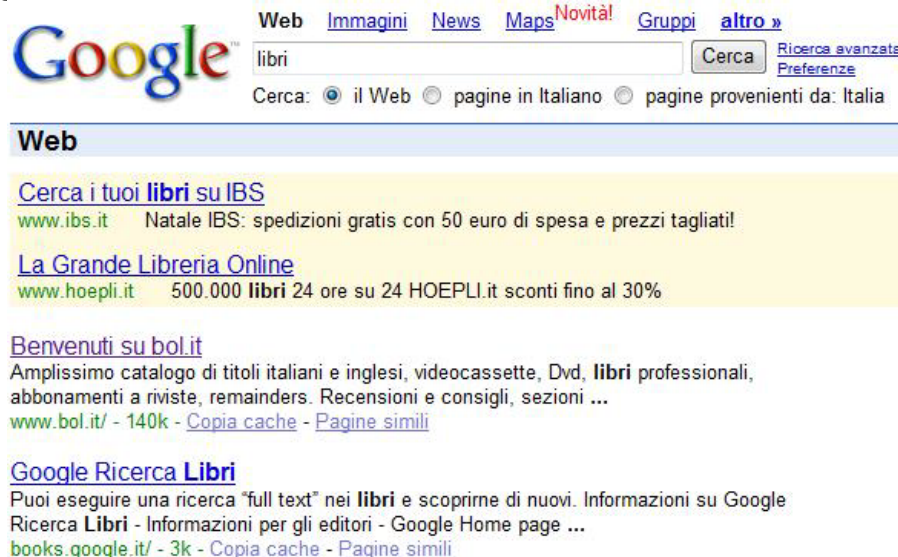 Google™
Web Immagini News Maps Novità! Gruppi altro »
libri Cerca Ricerca avanzata
Preferenze
Cerca: il Web pagine in Italiano pagine provenienti da: Italia
Web
Cerca i tuoi libri su IBS
www.ibs.it Natale IBS: spedizioni gratis con 50 euro di spesa e prezzi tagliati!
La Grande Libreria Online
www.hoepli.it 500.000 libri 24 ore su 24 HOEPLI.it sconti fino al 30%
Benvenuti su bol.it
Amplissimo catalogo di titoli italiani e inglesi, videocassette, Dvd, libri professionali,
abbonamenti a riviste, remainders. Recensioni e consigli, sezioni ...
www.bol.it/ - 140k - Copia cache - Pagine simili
Google Ricerca Libri
Puoi eseguire una ricerca “full text” nei libri e scoprirne di nuovi. Informazioni su Google
Ricerca Libri - Informazioni per gli editori - Google Home page ...
books.google.it/ - 3k - Copia cache - Pagine simili